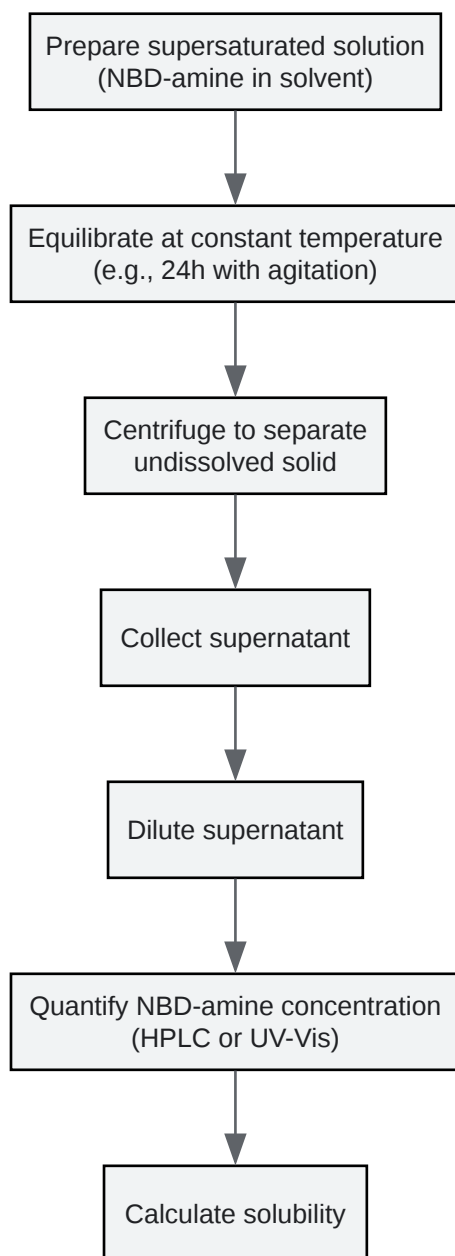 Prepare supersaturated solution
(NBD-amine in solvent)
Equilibrate at constant temperature
(e.g., 24h with agitation)
Centrifuge to separate
undissolved solid
Collect supernatant
Dilute supernatant
Quantify NBD-amine concentration
(HPLC or UV-Vis)
Calculate solubility